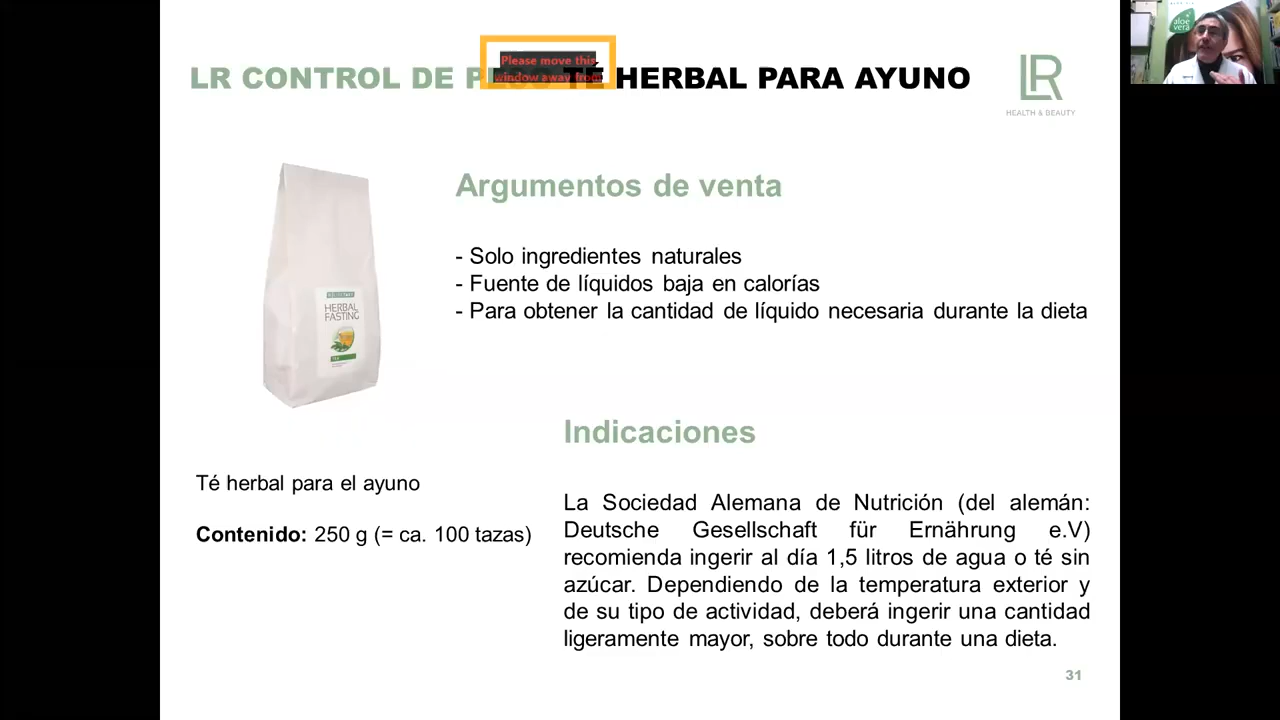 LR CONTROL DE TÉ HERBAL PARA AYUNO
Please move this
window away from
LR
HEALTH & BEAUTY
aloe
vera
Argumentos de venta
- Solo ingredientes naturales
- Fuente de líquidos baja en calorías
- Para obtener la cantidad de líquido necesaria durante la dieta
HERBAL
FASTING
Indicaciones
Té herbal para el ayuno
Contenido: 250 g (= ca. 100 tazas)
La Sociedad Alemana de Nutrición (del alemán:
Deutsche Gesellschaft für Ernährung e.V)
recomienda ingerir al día 1,5 litros de agua o té sin
azúcar. Dependiendo de la temperatura exterior y
de su tipo de actividad, deberá ingerir una cantidad
ligeramente mayor, sobre todo durante una dieta.
31